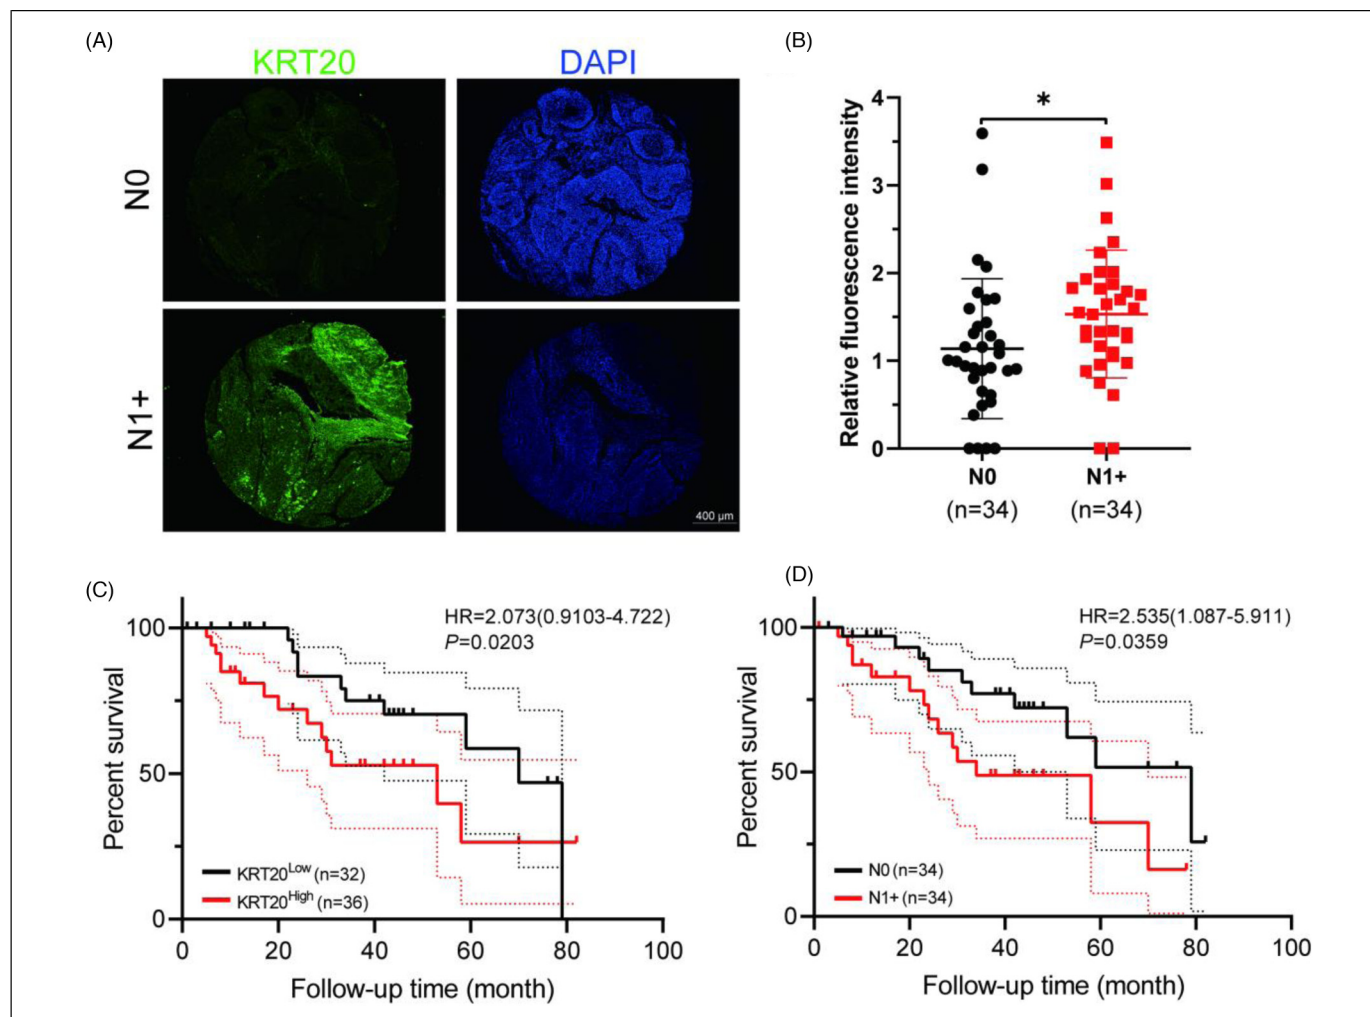 (A)
KRT20
DAPI
N0
N1+
400 µm
(B)
Relative fluorescence intensity
4
3
2
1
0
*
N0
(n=34)
N1+
(n=34)
(C)
Percent survival
100
50
0
HR=2.073(0.9103-4.722)
P=0.0203
KRT20Low (n=32)
KRT20High (n=36)
0 20 40 60 80 100
Follow-up time (month)
(D)
Percent survival
100
50
0
HR=2.535(1.087-5.911)
P=0.0359
N0 (n=34)
N1+ (n=34)
0 20 40 60 80 100
Follow-up time (month)